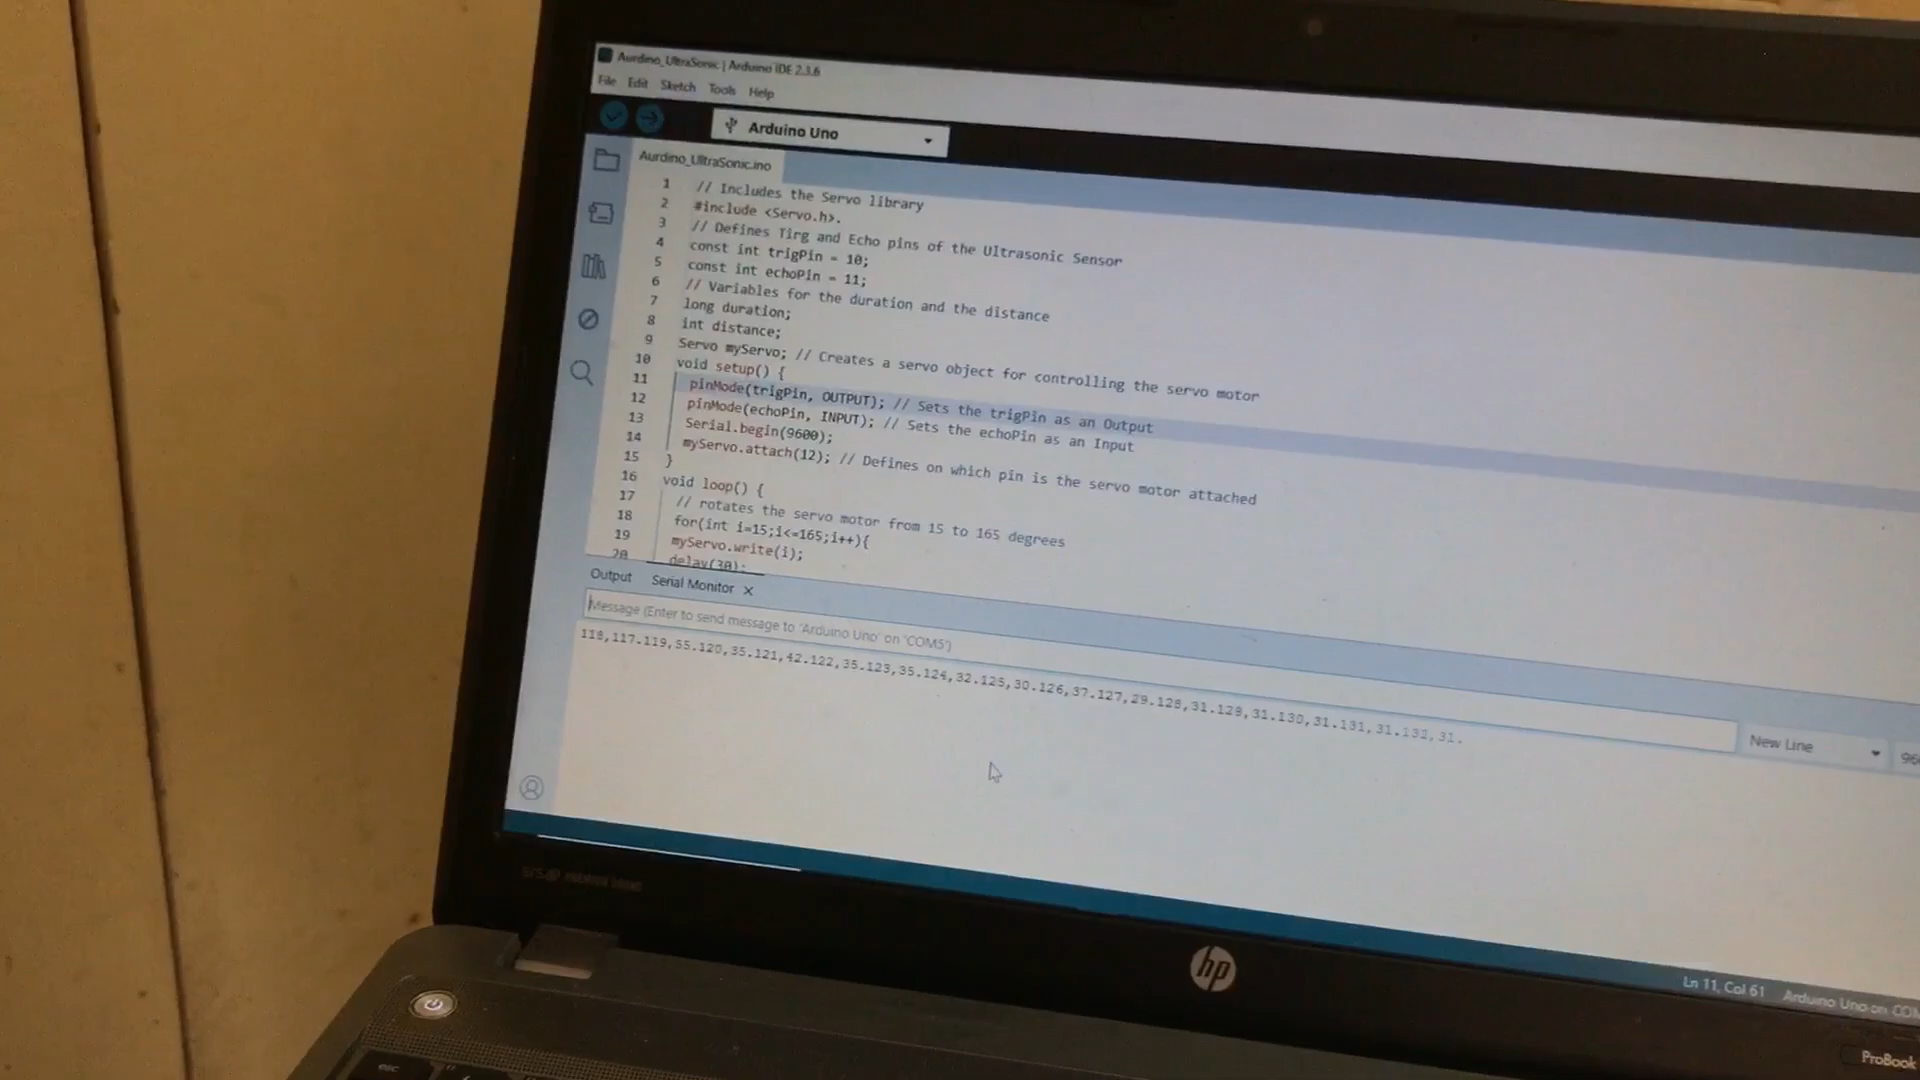 Aurdino_UltraSonic | Arduino IDE 2.3.6
File Edit Sketch Tools Help
Arduino Uno
Aurdino_UltraSonic.ino
1 // Includes the Servo library
2 #include <Servo.h>.
3 // Defines Tirg and Echo pins of the Ultrasonic Sensor
4 const int trigPin = 10;
5 const int echoPin = 11;
6 // Variables for the duration and the distance
7 long duration;
8 int distance;
9 Servo myServo; // Creates a servo object for controlling the servo motor
10 void setup() {
11 pinMode(trigPin, OUTPUT); // Sets the trigPin as an Output
12 pinMode(echoPin, INPUT); // Sets the echoPin as an Input
13 Serial.begin(9600);
14 myServo.attach(12); // Defines on which pin is the servo motor attached
15 }
16 void loop() {
17 // rotates the servo motor from 15 to 165 degrees
18 for(int i=15;i<=165;i++){
19 myServo.write(i);
20 delay(30);
Output Serial Monitor
Message (Enter to send message to 'Arduino Uno' on 'COM5')
New Line
118,117.119,55.120,35.121,42.122,35.123,35.124,32.125,30.126,37.127,29.128,31.129,31.130,31.131,31.132,31.
Ln 11, Col 61 Arduino Uno on
hp
ProBook
esc